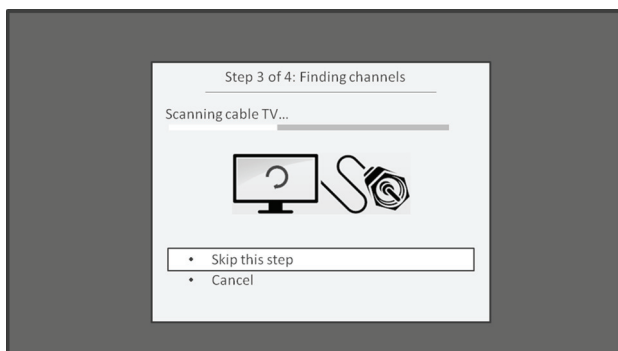 Step 3 of 4: Finding channels
Scanning cable TV...
• Skip this step
• Cancel